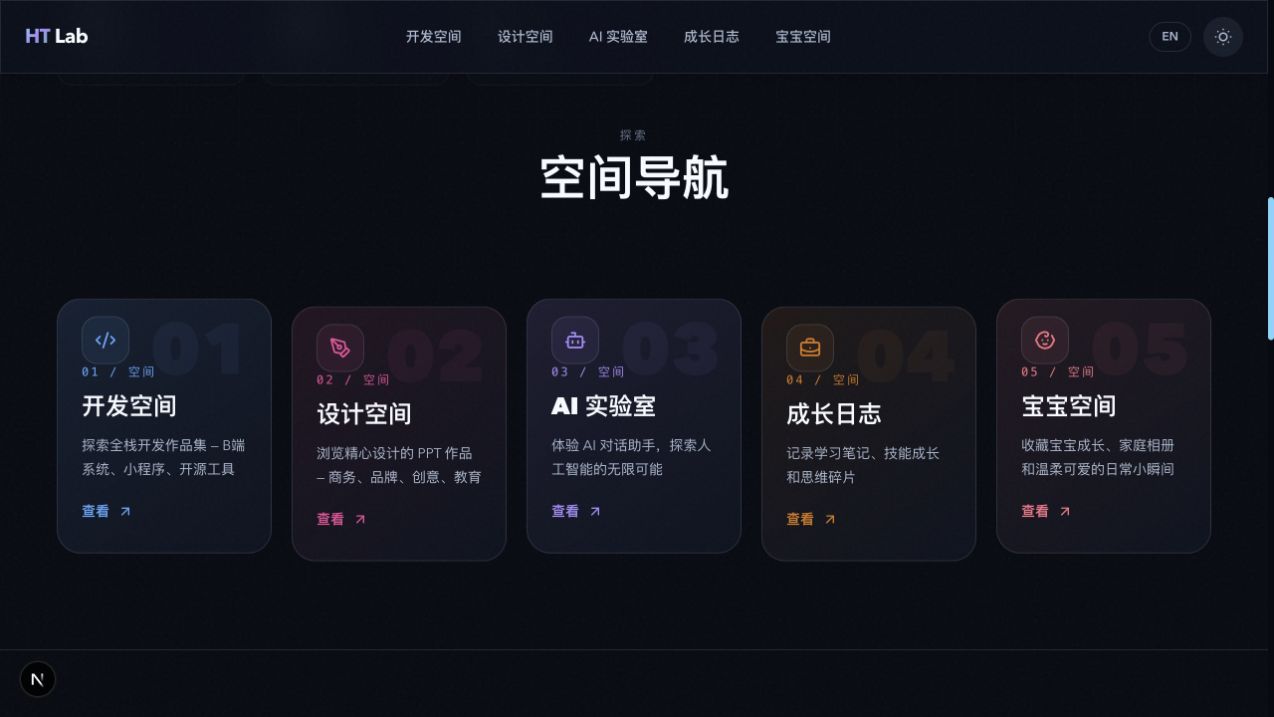 HT Lab
开发空间
设计空间
AI 实验室
成长日志
宝宝空间
EN
探索
空间导航
01
01 / 空间
开发空间
探索全栈开发作品集 – B端
系统、小程序、开源工具
查看
02
02 / 空间
设计空间
浏览精心设计的 PPT 作品
– 商务、品牌、创意、教育
查看
03
03 / 空间
AI 实验室
体验 AI 对话助手，探索人
工智能的无限可能
查看
04
04 / 空间
成长日志
记录学习笔记、技能成长
和思维碎片
查看
05
05 / 空间
宝宝空间
收藏宝宝成长、家庭相册
和温柔可爱的日常小瞬间
查看
N